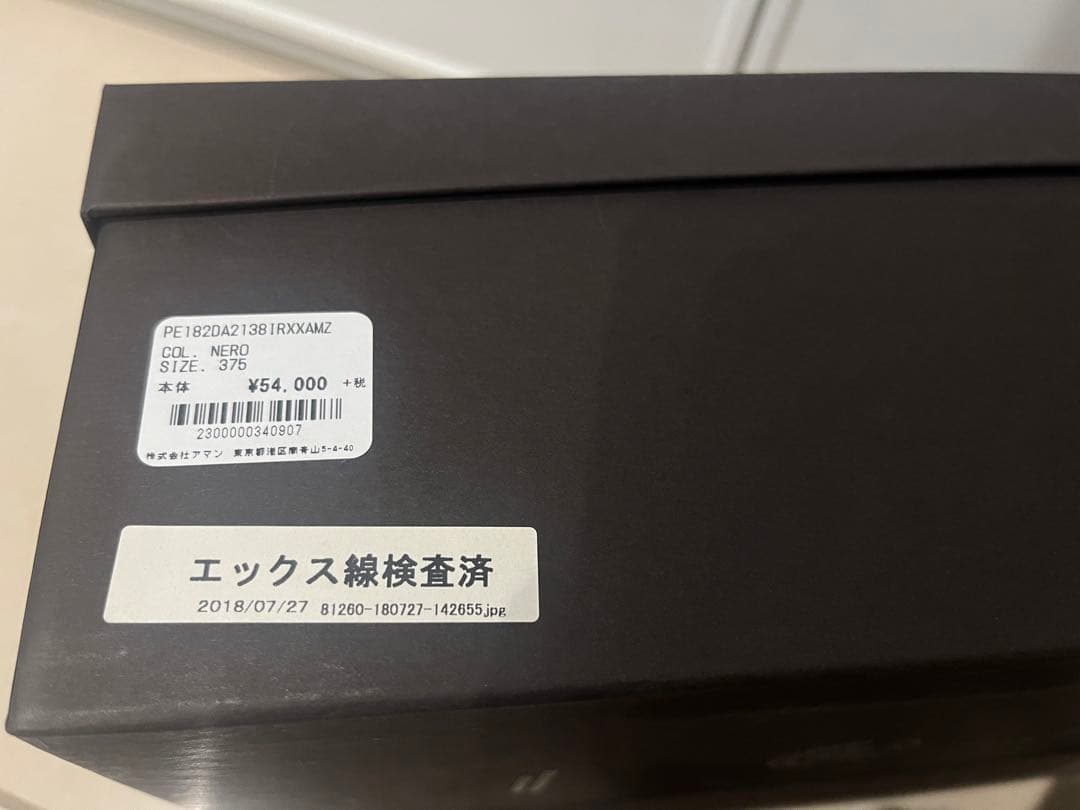 PE182DA2138IRXXAMZ
COL. NERO
SIZE. 375
本体 ¥54,000 +税
2300000340907
株式会社アマン 東京都港区南青山5-4-40
エックス線検査済
2018/07/27 81260-180727-142655jpg